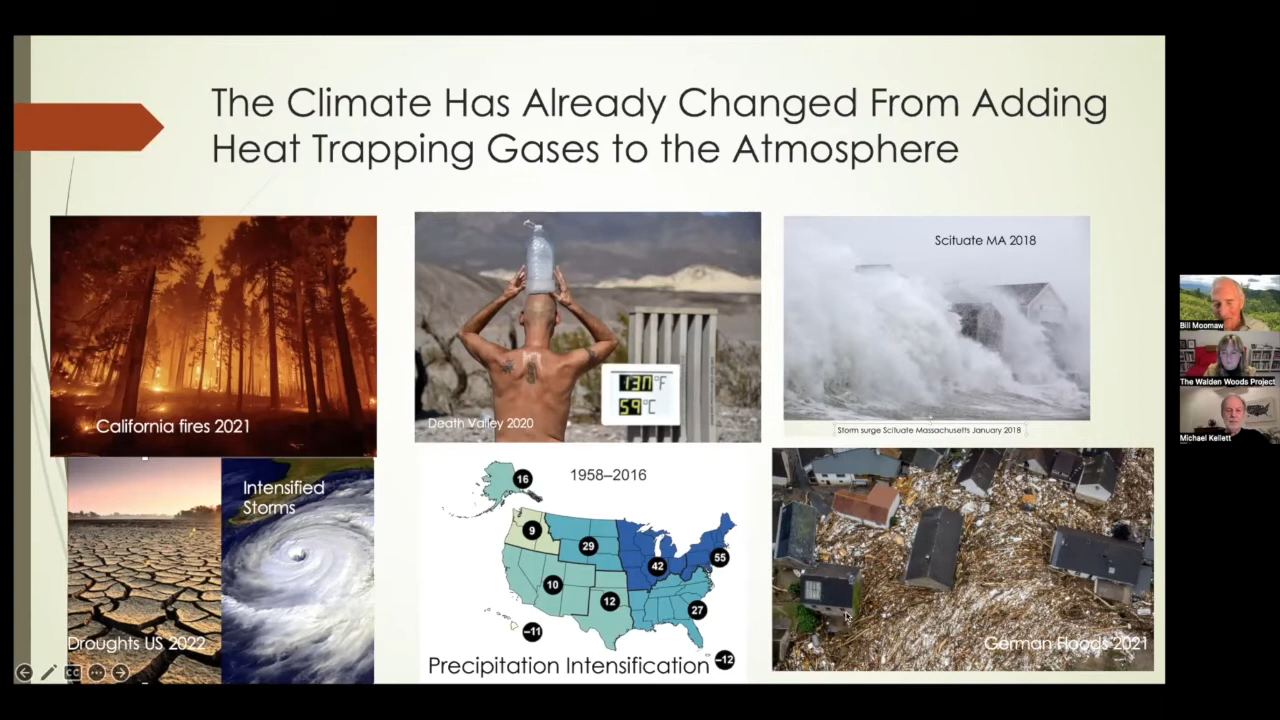 The Climate Has Already Changed From Adding
Heat Trapping Gases to the Atmosphere
California fires 2021
130°F
59°C
Death Valley 2020
Scituate MA 2018
Storm surge Scituate Massachusetts January 2018
Droughts US 2022
Intensified
Storms
1958–2016
16
9
29
42
55
10
12
27
–11
–12
Precipitation Intensification
German Floods 2021
CC
Bill Moomaw
The Walden Woods Project
Michael Kellett